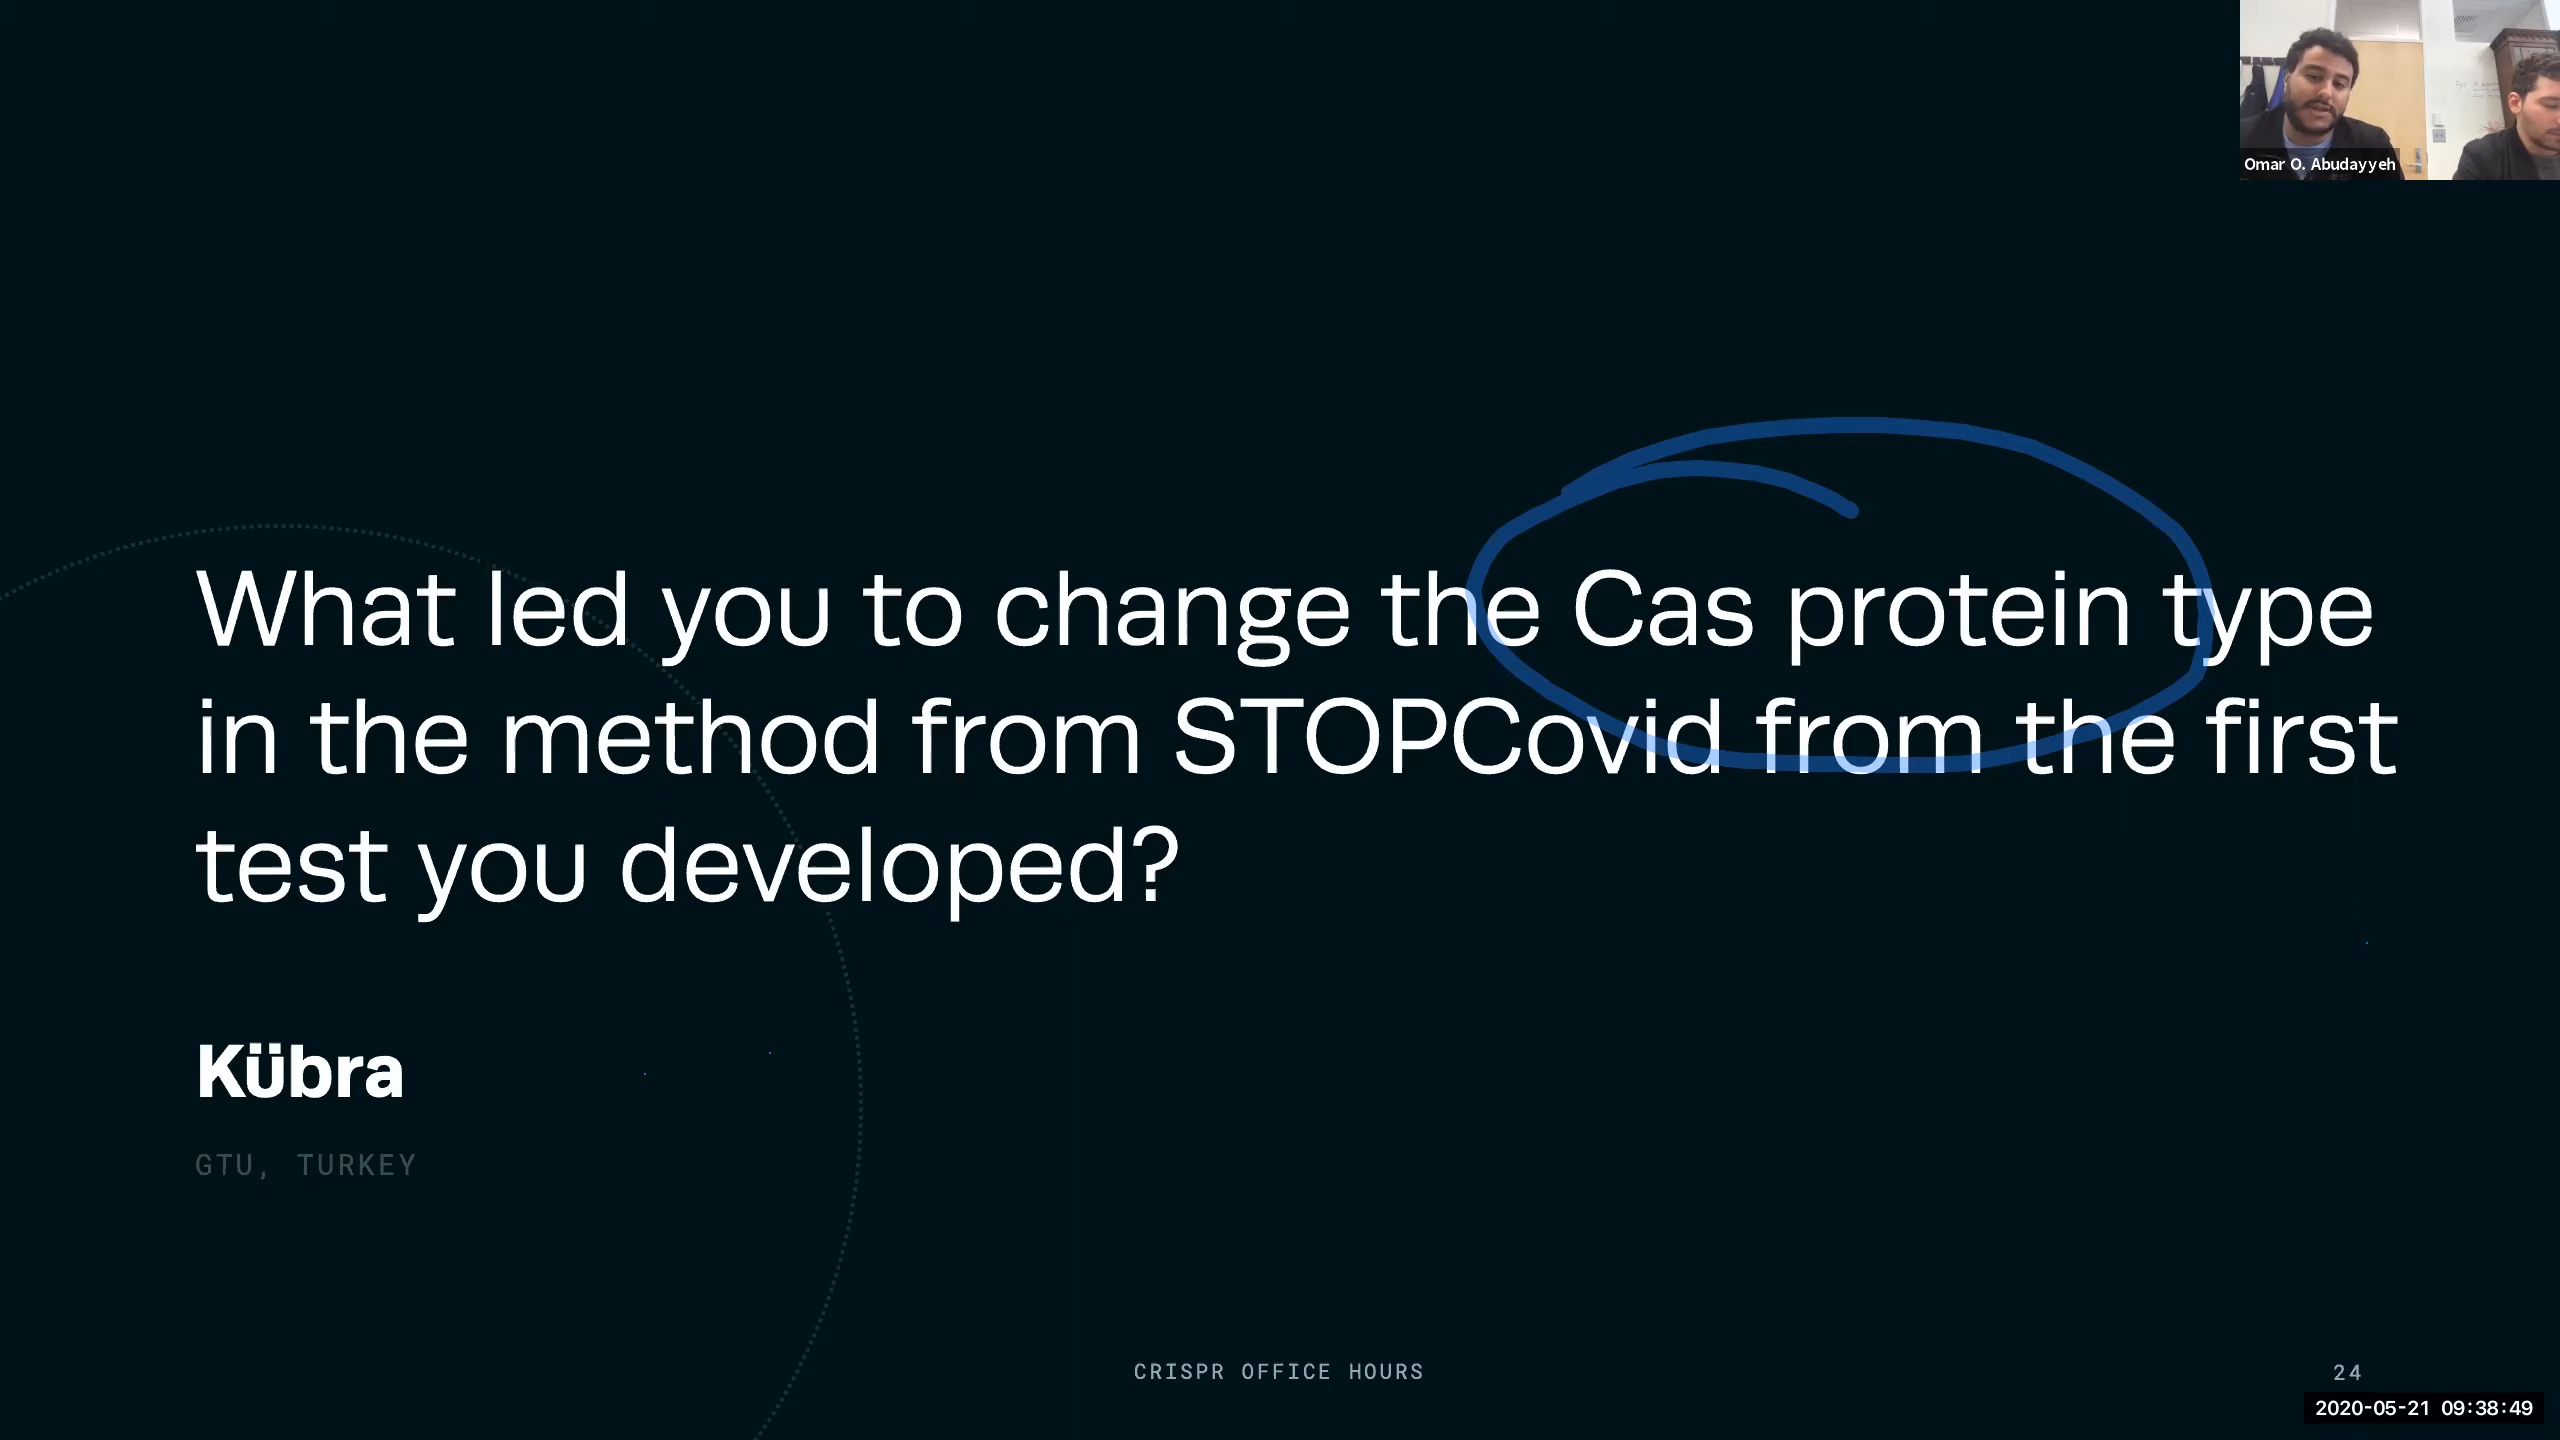 Omar O. Abudayyeh
What led you to change the Cas protein type
in the method from STOPCovid from the first
test you developed?
Kübra
GTU, TURKEY
CRISPR OFFICE HOURS
24
2020-05-21 09:38:49